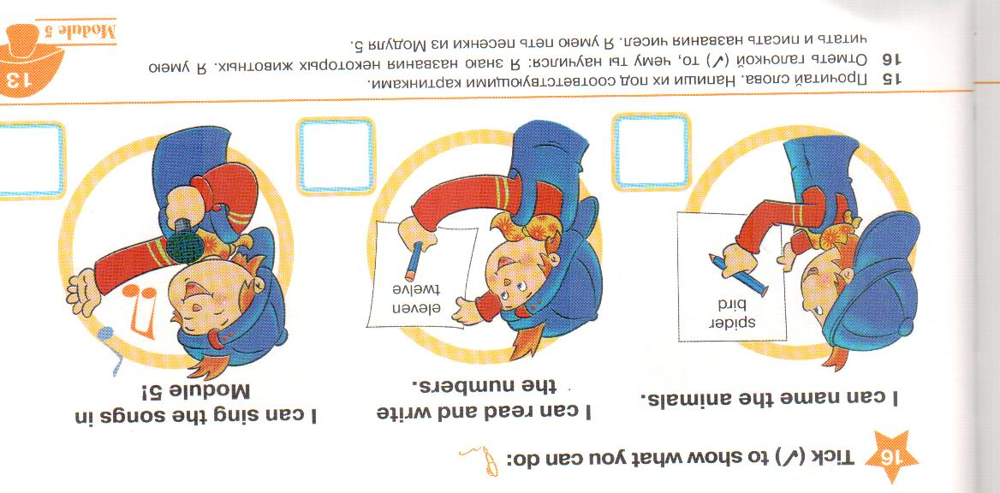 16 Tick (✓) to show what you can do:
I can name the animals.
spider
bird
I can read and write
the numbers.
eleven
twelve
I can sing the songs in
Module 5!
15 Прочитай слова. Напиши их под соответствующими картинками.
16 Отметь галочкой (✓) то, чему ты научился: Я знаю названия некоторых животных. Я умею
читать и писать названия чисел. Я умею петь песенки из Модуля 5.
13
Module 5